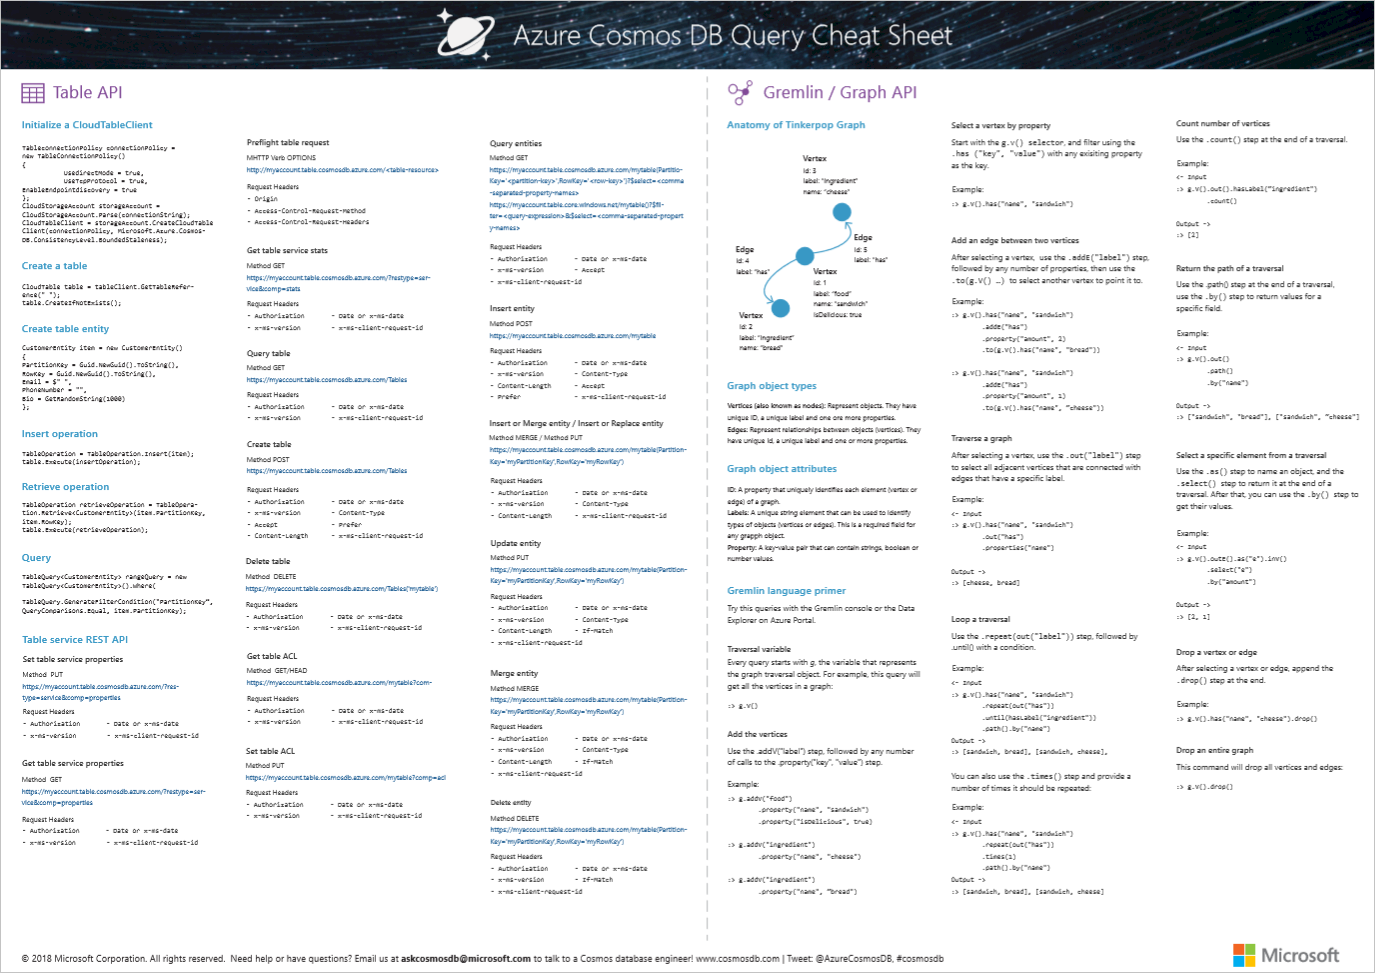 Azure Cosmos DB Query Cheat Sheet
Table API
Initialize a CloudTableClient
TableConnectionPolicy connectionPolicy =
new TableConnectionPolicy()
{
UseDirectMode = true,
UseTcpProtocol = true,
EnableEndpointDiscovery = true
};
CloudStorageAccount storageAccount =
CloudStorageAccount.Parse(connectionString);
CloudTableClient = storageAccount.CreateCloudTable
Client(connectionPolicy, Microsoft.Azure.Cosmos-
DB.ConsistencyLevel.BoundedStaleness);
Create a table
CloudTable table = tableClient.GetTableRefer-
ence(" ");
table.CreateIfNotExists();
Create table entity
CustomerEntity item = new CustomerEntity()
{
PartitionKey = Guid.NewGuid().ToString(),
RowKey = Guid.NewGuid().ToString(),
Email = $" ",
PhoneNumber = "",
Bio = GetRandomString(1000)
};
Insert operation
TableOperation = TableOperation.Insert(item);
table.Execute(insertOperation);
Retrieve operation
TableOperation retrieveOperation = TableOpera-
tion.Retrieve<CustomerEntity>(item.PartitionKey,
item.RowKey);
table.Execute(retrieveOperation);
Query
TableQuery<CustomerEntity> rangeQuery = new
TableQuery<CustomerEntity>().Where(
TableQuery.GenerateFilterCondition("PartitionKey",
QueryComparisons.Equal, item.PartitionKey);
Table service REST API
Set table service properties
Method  PUT
https://myaccount.table.cosmosdb.azure.com/?res-
type=service&comp=properties
Request Headers
- Authorization - Date or x-ms-date
- x-ms-version - x-ms-client-request-id
Get table service properties
Method  GET
https://myaccount.table.cosmosdb.azure.com/?restype=ser-
vice&comp=properties
Request Headers
- Authorization - Date or x-ms-date
- x-ms-version - x-ms-client-request-id
Preflight table request
MHTTP Verb OPTIONS
http://myaccount.table.cosmosdb.azure.com/<table-resource>
Request Headers
- Origin
- Access-Control-Request-Method
- Access-Control-Request-Headers
Get table service stats
Method GET
https://myaccount.table.cosmosdb.azure.com/?restype=ser-
vice&comp=stats
Request Headers
- Authorization - Date or x-ms-date
- x-ms-version - x-ms-client-request-id
Query table
Method GET
https://myaccount.table.cosmosdb.azure.com/Tables
Request Headers
- Authorization - Date or x-ms-date
- x-ms-version - x-ms-client-request-id
Create table
Method POST
https://myaccount.table.cosmosdb.azure.com/Tables
Request Headers
- Authorization - Date or x-ms-date
- x-ms-version - Content-Type
- Accept - Prefer
- Content-Length - x-ms-client-request-id
Delete table
Method  DELETE
https://myaccount.table.cosmosdb.azure.com/Tables('mytable')
Request Headers
- Authorization - Date or x-ms-date
- x-ms-version - x-ms-client-request-id
Get table ACL
Method  GET/HEAD
https://myaccount.table.cosmosdb.azure.com/mytable?com-
Request Headers
- Authorization - Date or x-ms-date
- x-ms-version - x-ms-client-request-id
Set table ACL
Method PUT
https://myaccount.table.cosmosdb.azure.com/mytable?comp=acl
Request Headers
- Authorization - Date or x-ms-date
- x-ms-version - x-ms-client-request-id
Query entities
Method GET
https://myaccount.table.cosmosdb.azure.com/mytable(Partitio-
Key='<partition-key>',RowKey='<row-key>')?$select=<comma
-separated-property-names>
https://myaccount.table.core.windows.net/mytable()?$fil-
ter=<query-expression>&$select=<comma-separated-propert
y-names>
Request Headers
- Authorization - Date or x-ms-date
- x-ms-version - Accept
- x-ms-client-request-id
Insert entity
Method POST
https://myaccount.table.cosmosdb.azure.com/mytable
Request Headers
- Authorization - Date or x-ms-date
- x-ms-version - Content-Type
- Content-Length - Accept
- Prefer - x-ms-client-request-id
Insert or Merge entity / Insert or Replace entity
Method MERGE / Method PUT
https://myaccount.table.cosmosdb.azure.com/mytable(Partition-
Key='myPartitionKey',RowKey='myRowKey')
Request Headers
- Authorization - Date or x-ms-date
- x-ms-version - Content-Type
- Content-Length - x-ms-client-request-id
Update entity
Method PUT
https://myaccount.table.cosmosdb.azure.com/mytable(Partition-
Key='myPartitionKey',RowKey='myRowKey')
Request Headers
- Authorization - Date or x-ms-date
- x-ms-version - Content-Type
- Content-Length - If-Match
- x-ms-client-request-id
Merge entity
Method MERGE
https://myaccount.table.cosmosdb.azure.com/mytable(Partition-
Key='myPartitionKey',RowKey='myRowKey')
Request Headers
- Authorization - Date or x-ms-date
- x-ms-version - Content-Type
- Content-Length - If-Match
- x-ms-client-request-id
Delete entity
Method DELETE
https://myaccount.table.cosmosdb.azure.com/mytable(Partition-
Key='myPartitionKey',RowKey='myRowKey')
Request Headers
- Authorization - Date or x-ms-date
- x-ms-version - If-Match
- x-ms-client-request-id
Gremlin / Graph API
Anatomy of Tinkerpop Graph
Vertex
id: 3
label: "ingredient"
name: "cheese"
Edge
id: 5
label: "has"
Edge
id: 4
label: "has"
Vertex
id: 1
label: "food"
name: "sandwich"
isDelicious: true
Vertex
id: 2
label: "ingredient"
name: "bread"
Graph object types
Vertices (also known as nodes): Represent objects. They have
unique ID, a unique label and one ore more properties.
Edges: Represent relationships between objects (vertices). They
have unique id, a unique label and one or more properties.
Graph object attributes
ID: A property that uniquely identifies each element (vertex or
edge) of a graph.
Labels: A unique string element that can be used to identify
types of objects (vertices or edges). This is a required field for
any grapph object.
Property: A key-value pair that can contain strings, boolean or
number values.
Gremlin language primer
Try this queries with the Gremlin console or the Data
Explorer on Azure Portal.
Traversal variable
Every query starts with g, the variable that represents
the graph traversal object. For example, this query will
get all the vertices in a graph:
:> g.V()
Add the vertices
Use the .addV("label") step, followed by any number
of calls to the .property("key", "value") step.
Example:
:> g.addV("food")
.property("name", "sandwich")
.property("isDelicious", true)
:> g.addV("ingredient")
.property("name", "cheese")
:> g.addV("ingredient")
.property("name", "bread")
Select a vertex by property
Start with the g.V() selector, and filter using the
.has ("key", "value") with any exisiting property
as the key.
Example:
:> g.V().has("name", "sandwich")
Add an edge between two vertices
After selecting a vertex, use the .addE("label") step,
followed by any number of properties, then use the
.to(g.V() …) to select another vertex to point it to.
Example:
:> g.V().has("name", "sandwich")
.addE("has")
.property("amount", 2)
.to(g.V().has("name", "bread"))
:> g.V().has("name", "sandwich")
.addE("has")
.property("amount", 1)
.to(g.V().has("name", "cheese"))
Traverse a graph
After selecting a vertex, use the .out("label") step
to select all adjacent vertices that are connected with
edges that have a specific label.
Example:
<- Input
:> g.V().has("name", "sandwich")
.out("has")
.properties("name")
Output ->
:> [cheese, bread]
Loop a traversal
Use the .repeat(out("label")) step, followed by
.until() with a condition.
Example:
<- Input
:> g.V().has("name", "sandwich")
.repeat(out("has"))
.until(hasLabel("ingredient"))
.path().by("name")
Output ->
:> [sandwich, bread], [sandwich, cheese],
You can also use the .times() step and provide a
number of times it should be repeated:
Example:
<- Input
:> g.V().has("name", "sandwich")
.repeat(out("has"))
.times(1)
.path().by("name")
Output ->
:> [sandwich, bread], [sandwich, cheese]
Count number of vertices
Use the .count() step at the end of a traversal.
Example:
<- Input
:> g.V().out().hasLabel("ingredient")
.count()
Output ->
:> [2]
Return the path of a traversal
Use the .path() step at the end of a traversal,
use the .by() step to return values for a
specific field.
Example:
<- Input
:> g.V().out()
.path()
.by("name")
Output ->
:> ["sandwich", "bread"], ["sandwich", "cheese"]
Select a specific element from a traversal
Use the .as() step to name an object, and the
.select() step to return it at the end of a
traversal. After that, you can use the .by() step to
get their values.
Example:
<- Input
:> g.V().outE().as("e").inV()
.select("e")
.by("amount")
Output ->
:> [2, 1]
Drop a vertex or edge
After selecting a vertex or edge, append the
.drop() step at the end.
Example:
:> g.V().has("name", "cheese").drop()
Drop an entire graph
This command will drop all vertices and edges:
:> g.V().drop()
© 2018 Microsoft Corporation. All rights reserved.  Need help or have questions? Email us at askcosmosdb@microsoft.com to talk to a Cosmos database engineer! www.cosmosdb.com | Tweet: @AzureCosmosDB, #cosmosdb
Microsoft